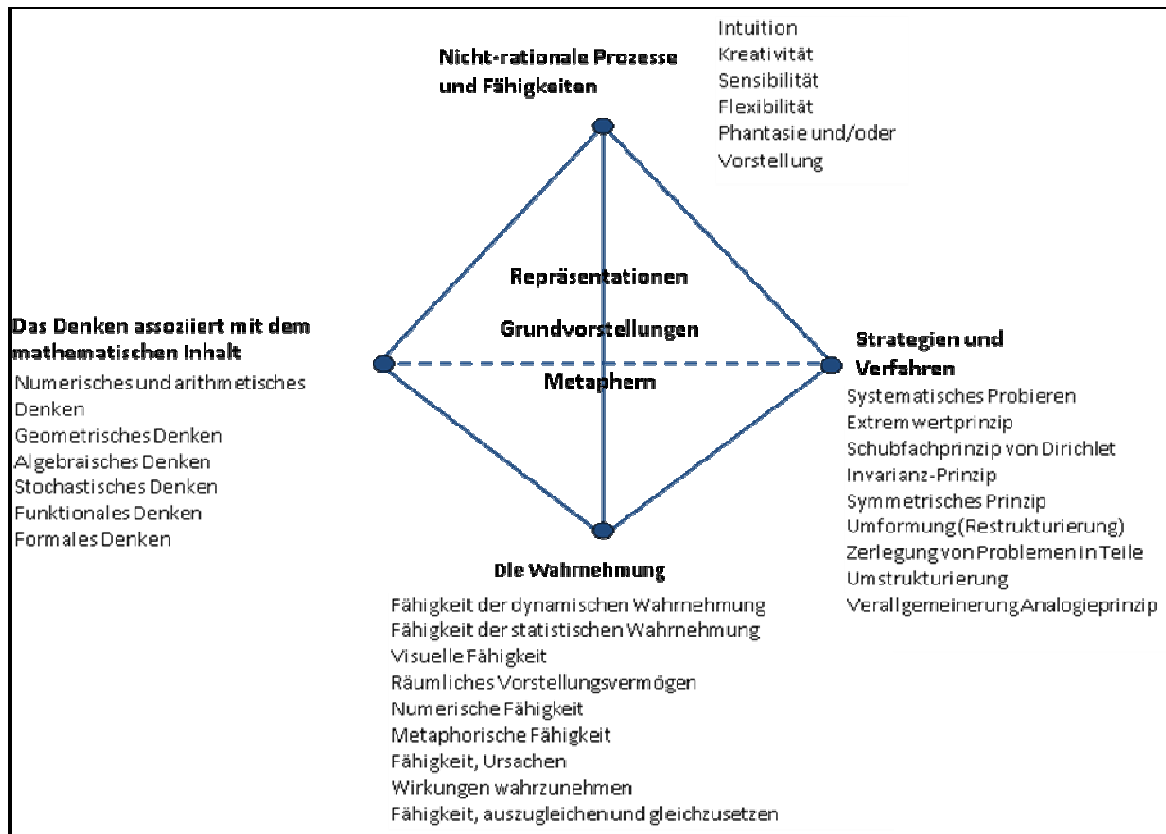 Nicht-rationale Prozesse
und Fähigkeiten
Intuition
Kreativität
Sensibilität
Flexibilität
Phantasie und/oder
Vorstellung
Repräsentationen
Grundvorstellungen
Metaphern
Das Denken assoziiert mit dem
mathematischen Inhalt
Numerisches und arithmetisches
Denken
Geometrisches Denken
Algebraisches Denken
Stochastisches Denken
Funktionales Denken
Formales Denken
Strategien und
Verfahren
Systematisches Probieren
Extremwertprinzip
Schubfachprinzip von Dirichlet
Invarianz-Prinzip
Symmetrisches Prinzip
Umformung (Restrukturierung)
Zerlegung von Problemen in Teile
Umstrukturierung
Verallgemeinerung Analogieprinzip
Die Wahrnehmung
Fähigkeit der dynamischen Wahrnehmung
Fähigkeit der statistischen Wahrnehmung
Visuelle Fähigkeit
Räumliches Vorstellungsvermögen
Numerische Fähigkeit
Metaphorische Fähigkeit
Fähigkeit, Ursachen
Wirkungen wahrzunehmen
Fähigkeit, auszugleichen und gleichzusetzen